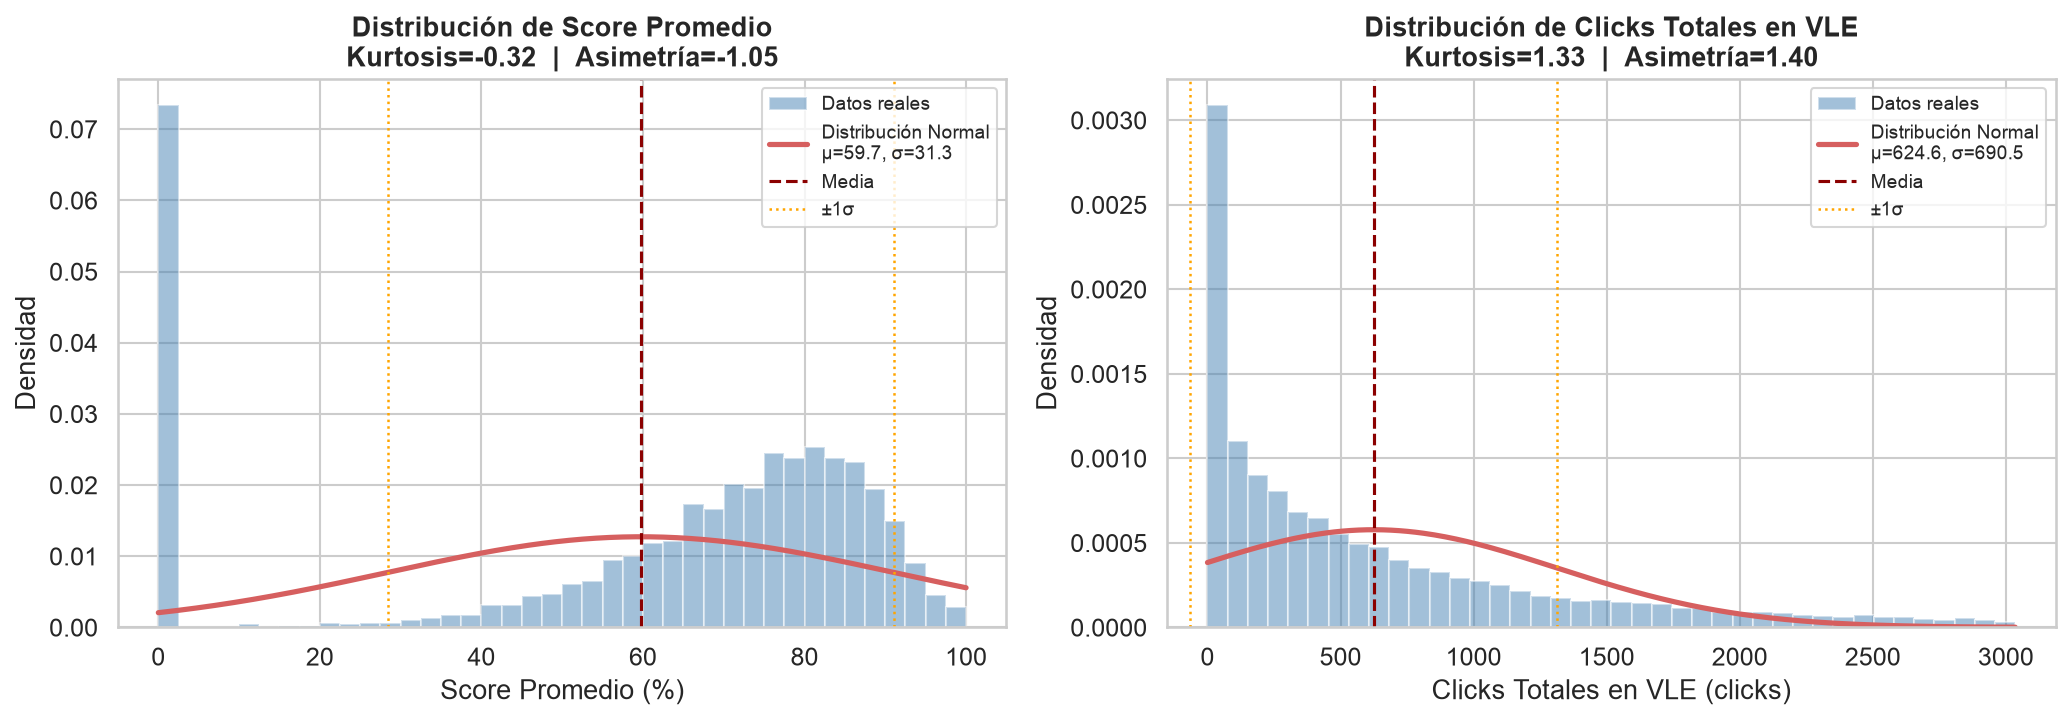 Distribución de Score Promedio
Kurtosis=-0.32 | Asimetría=-1.05
Datos reales
Distribución Normal
μ=59.7, σ=31.3
Media
±1σ
0.07
0.06
0.05
0.04
0.03
0.02
0.01
0.00
Densidad
0
20
40
60
80
100
Score Promedio (%)
Distribución de Clicks Totales en VLE
Kurtosis=1.33 | Asimetría=1.40
Datos reales
Distribución Normal
μ=624.6, σ=690.5
Media
±1σ
0.0030
0.0025
0.0020
0.0015
0.0010
0.0005
0.0000
Densidad
0
500
1000
1500
2000
2500
3000
Clicks Totales en VLE (clicks)